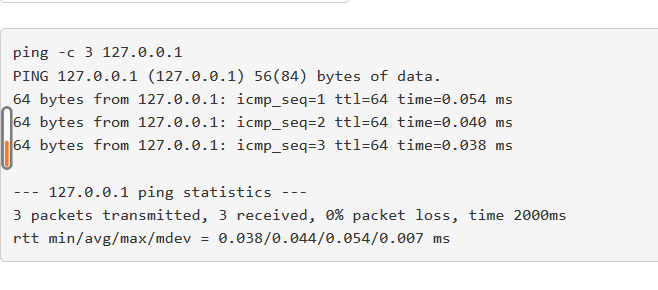 ping -c 3 127.0.0.1
PING 127.0.0.1 (127.0.0.1) 56(84) bytes of data.
64 bytes from 127.0.0.1: icmp_seq=1 ttl=64 time=0.054 ms
64 bytes from 127.0.0.1: icmp_seq=2 ttl=64 time=0.040 ms
64 bytes from 127.0.0.1: icmp_seq=3 ttl=64 time=0.038 ms

--- 127.0.0.1 ping statistics ---
3 packets transmitted, 3 received, 0% packet loss, time 2000ms
rtt min/avg/max/mdev = 0.038/0.044/0.054/0.007 ms